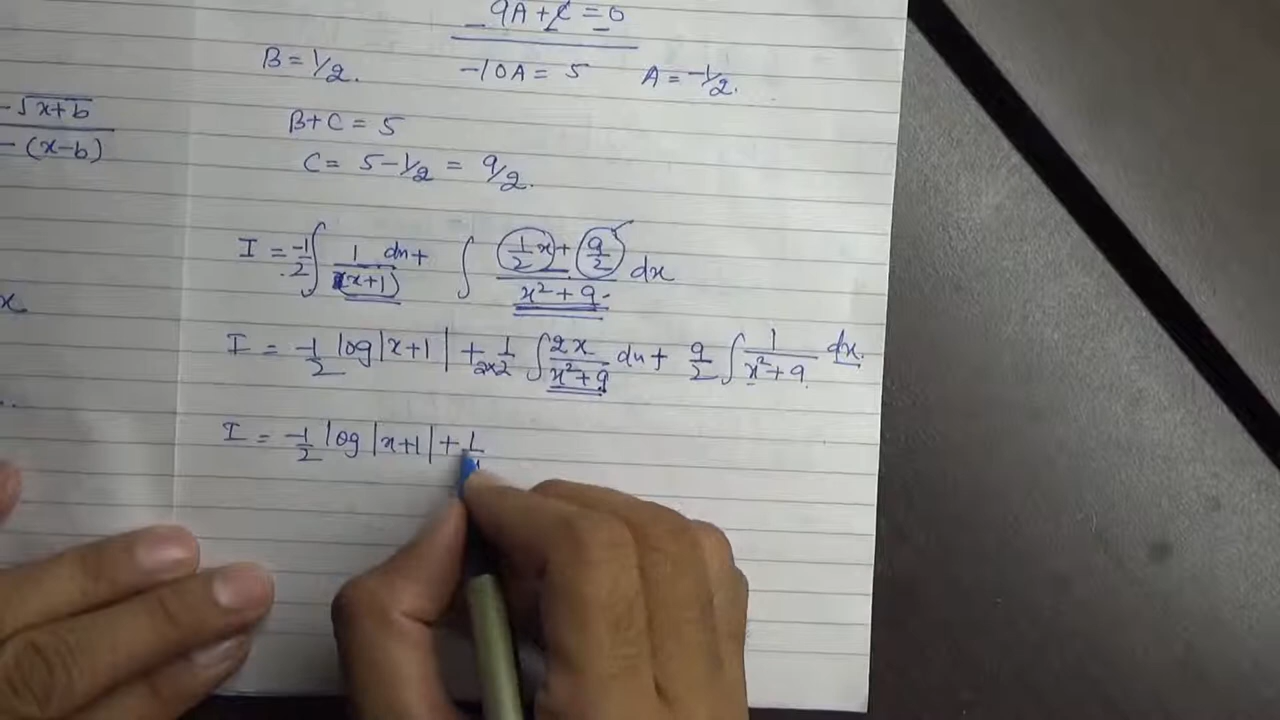 9A + C = 0
B = 1/2. -10A = 5 A = -1/2.
-√x+b
- (x-b)
B + C = 5
C = 5 - 1/2 = 9/2.
I = -1/2 ∫ 1/(x+1) dx + ∫ (1/2 x + 9/2)/(x² + 9) dx
x
I = -1/2 log|x+1| + 1/2×2 ∫ 2x/(x²+9) dx + 9/2 ∫ 1/(x²+9) dx.
I = -1/2 log|x+1| + 1